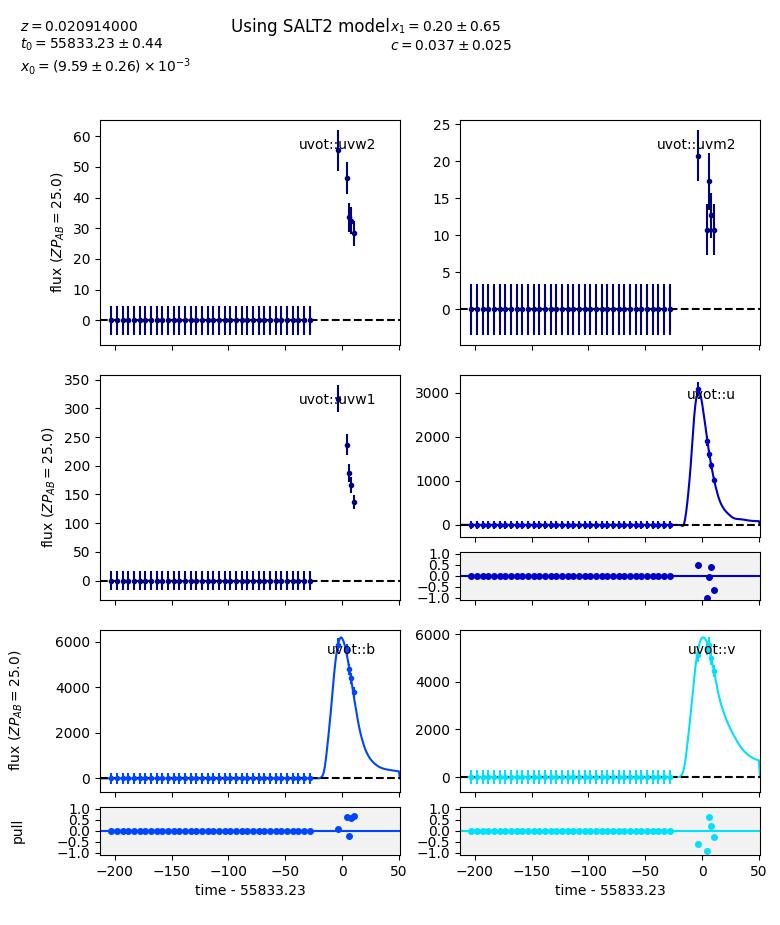 z = 0.020914000
Using SALT2 model
x₁ = 0.20 ± 0.65
t₀ = 55833.23 ± 0.44
c = 0.037 ± 0.025
x₀ = (9.59 ± 0.26) × 10⁻³
uvot::uvw2
60
50
40
30
20
10
0
flux (ZP_AB = 25.0)
uvot::uvm2
25
20
15
10
5
0
uvot::uvw1
350
300
250
200
150
100
50
0
flux (ZP_AB = 25.0)
uvot::u
3000
2000
1000
0
1.0
0.5
0.0
−0.5
−1.0
uvot::b
6000
4000
2000
0
flux (ZP_AB = 25.0)
1.0
0.5
0.0
−0.5
−1.0
pull
−200 −150 −100 −50 0 50
time - 55833.23
uvot::v
6000
4000
2000
0
1.0
0.5
0.0
−0.5
−1.0
−200 −150 −100 −50 0 50
time - 55833.23